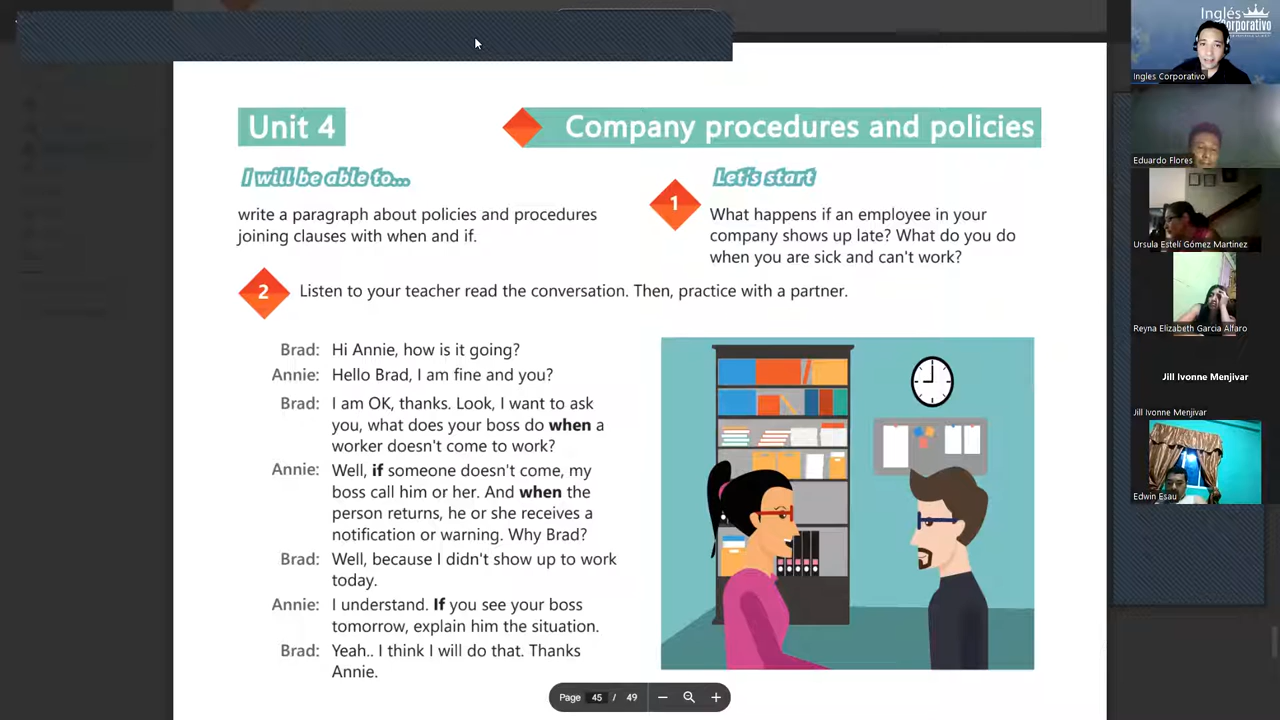 Unit 4
Company procedures and policies
I will be able to...
write a paragraph about policies and procedures
joining clauses with when and if.
Let's start
1
What happens if an employee in your
company shows up late? What do you do
when you are sick and can't work?
2
Listen to your teacher read the conversation. Then, practice with a partner.
Brad: Hi Annie, how is it going?
Annie: Hello Brad, I am fine and you?
Brad: I am OK, thanks. Look, I want to ask
you, what does your boss do when a
worker doesn't come to work?
Annie: Well, if someone doesn't come, my
boss call him or her. And when the
person returns, he or she receives a
notification or warning. Why Brad?
Brad: Well, because I didn't show up to work
today.
Annie: I understand. If you see your boss
tomorrow, explain him the situation.
Brad: Yeah.. I think I will do that. Thanks
Annie.
Page 45 / 49
Inglés
Corporativo
Ingles Corporativo
Eduardo Flores
Ursula Estelí Gómez Martinez
Reyna Elizabeth Garcia Alfaro
Jill Ivonne Menjivar
Jill Ivonne Menjivar
Edwin Esau